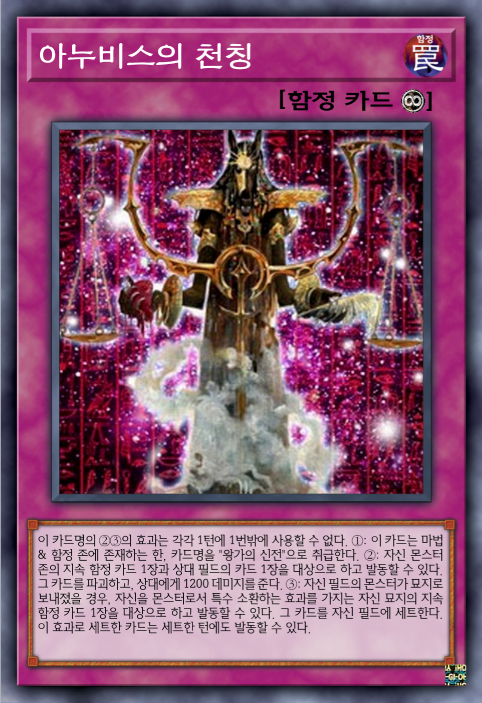 아누비스의 천칭
함정
罠
[함정 카드 ♾]
이 카드명의 ②③의 효과는 각각 1턴에 1번밖에 사용할 수 없다. ①: 이 카드는 마법
& 함정 존에 존재하는 한, 카드명을 "왕가의 신전"으로 취급한다. ②: 자신 몬스터
존의 지속 함정 카드 1장과 상대 필드의 카드 1장을 대상으로 하고 발동할 수 있다.
그 카드를 파괴하고, 상대에게 1200 데미지를 준다. ③: 자신 필드의 몬스터가 묘지로
보내졌을 경우, 자신을 몬스터로서 특수 소환하는 효과를 가지는 자신 묘지의 지속
함정 카드 1장을 대상으로 하고 발동할 수 있다. 그 카드를 자신 필드에 세트한다.
이 효과로 세트한 카드는 세트한 턴에도 발동할 수 있다.